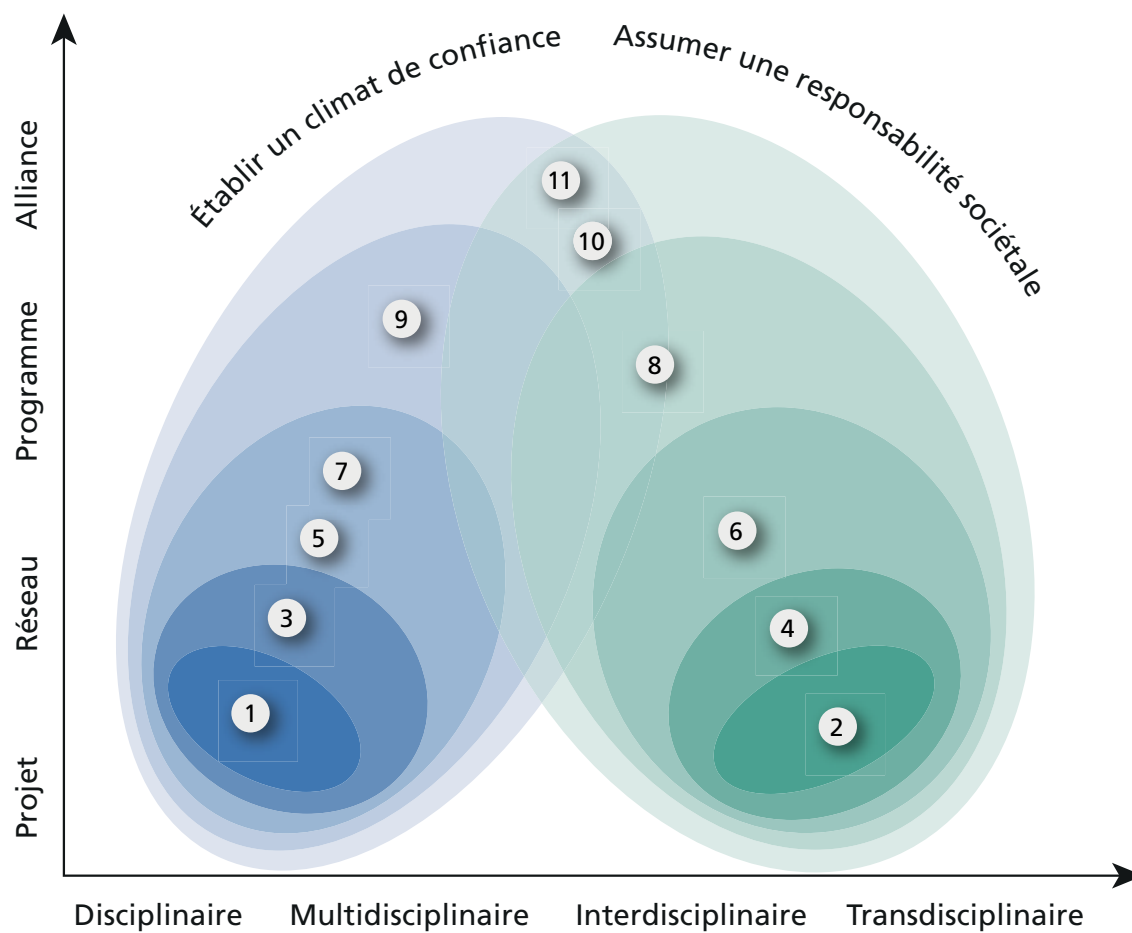 Établir un climat de confiance
Assumer une responsabilité sociétale
Alliance
Programme
Réseau
Projet
11
10
9
8
7
5
6
3
4
1
2
Disciplinaire Multidisciplinaire Interdisciplinaire Transdisciplinaire